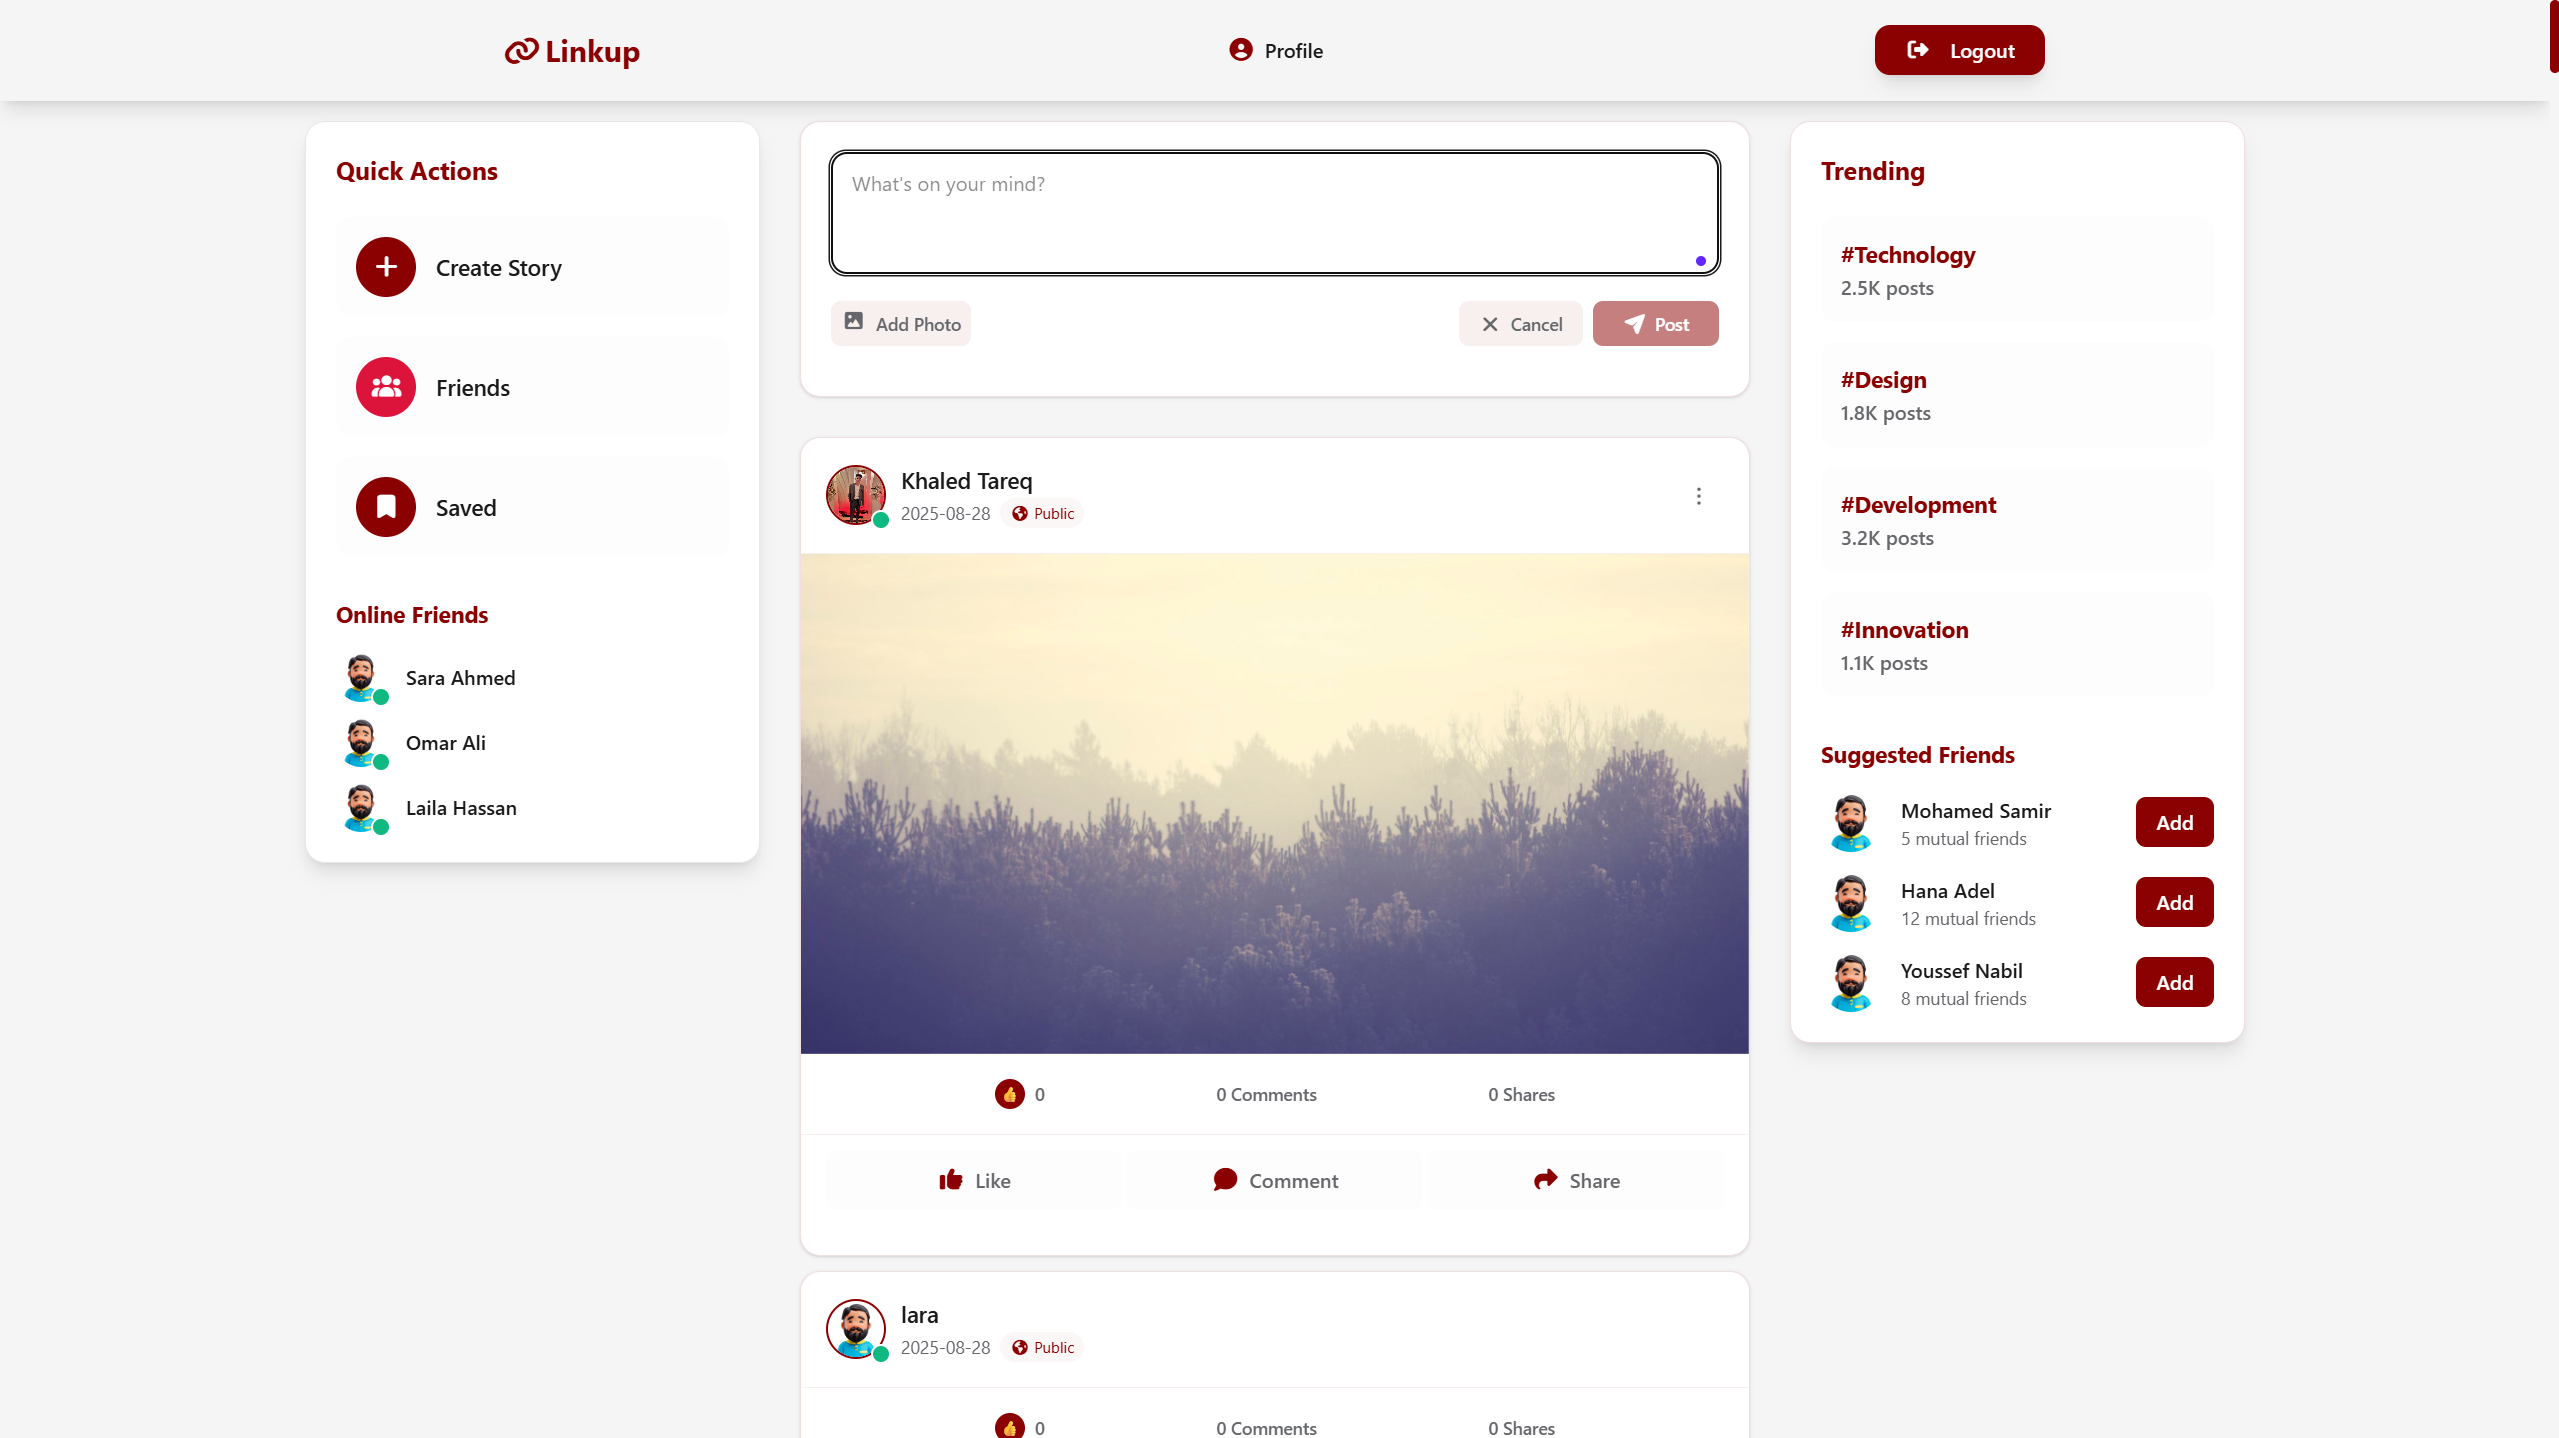 Linkup
Profile
Logout
Quick Actions
Create Story
Friends
Saved
Online Friends
Sara Ahmed
Omar Ali
Laila Hassan
What's on your mind?
Add Photo
Cancel
Post
Khaled Tareq
2025-08-28 Public
0
0 Comments
0 Shares
Like
Comment
Share
lara
2025-08-28 Public
0
0 Comments
0 Shares
Trending
#Technology
2.5K posts
#Design
1.8K posts
#Development
3.2K posts
#Innovation
1.1K posts
Suggested Friends
Mohamed Samir
5 mutual friends
Add
Hana Adel
12 mutual friends
Add
Youssef Nabil
8 mutual friends
Add